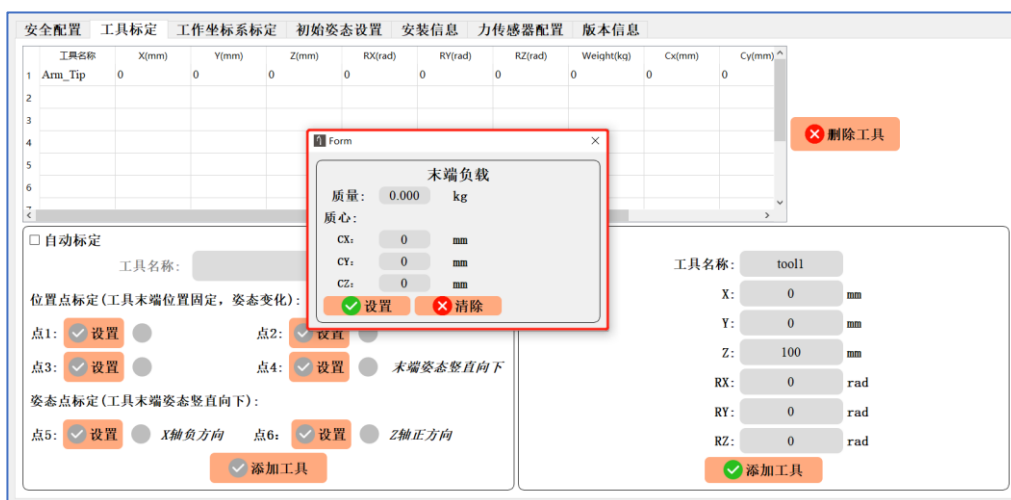 安全配置 工具标定 工作坐标系标定 初始姿态设置 安装信息 力传感器配置 版本信息
工具名称 X(mm) Y(mm) Z(mm) RX(rad) RY(rad) RZ(rad) Weight(kg) Cx(mm) Cy(mm)
1 Arm_Tip 0 0 0 0 0 0 0 0 0
2
3
4
5
6
删除工具
Form
末端负载
质量: 0.000 kg
质心:
CX: 0 mm
CY: 0 mm
CZ: 0 mm
设置 清除
自动标定
工具名称:
位置点标定(工具末端位置固定，姿态变化):
点1: 设置 点2: 设置
点3: 设置 点4: 设置 末端姿态竖直向下
姿态点标定(工具末端姿态竖直向下):
点5: 设置 X轴负方向 点6: 设置 Z轴正方向
添加工具
工具名称: tool1
X: 0 mm
Y: 0 mm
Z: 100 mm
RX: 0 rad
RY: 0 rad
RZ: 0 rad
添加工具